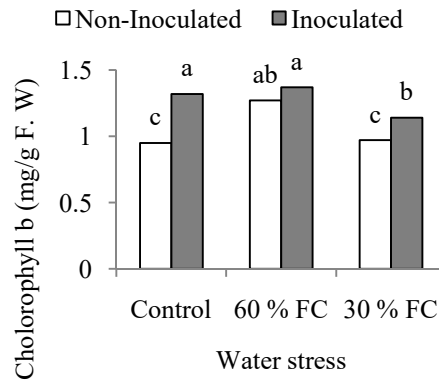 Non-Inoculated Inoculated
Cholorophyll b (mg/g F. W)
1.5
1
0.5
0
c a ab a c b
Control 60 % FC 30 % FC
Water stress